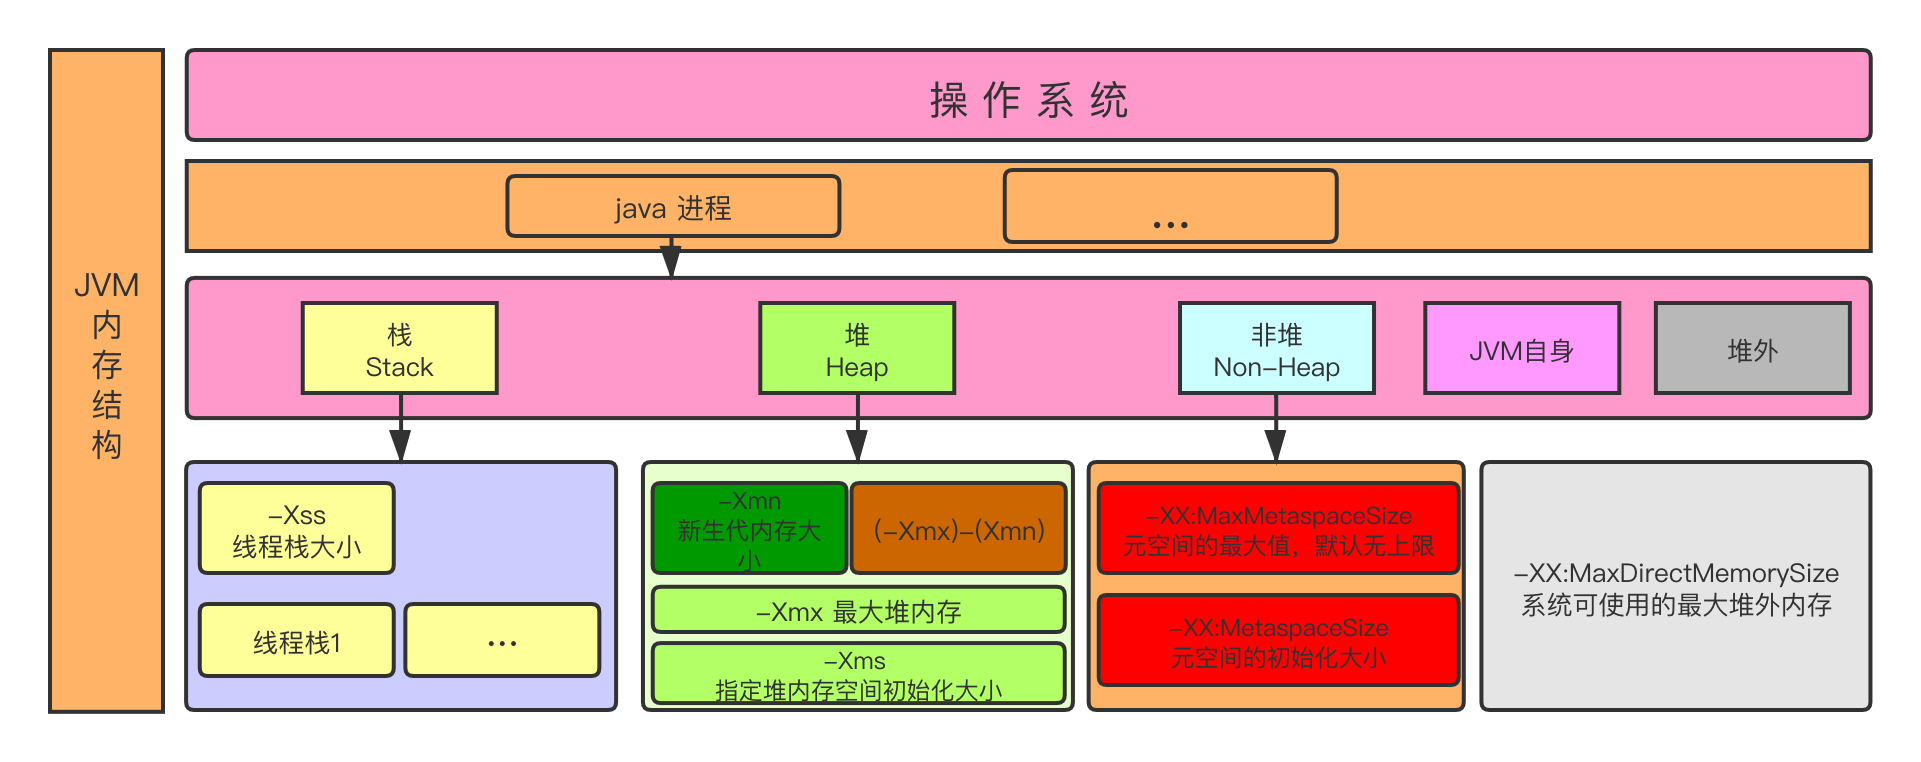 JVM
内
存
结
构
操 作 系 统
java 进程
...
栈
Stack
堆
Heap
非堆
Non-Heap
JVM自身
堆外
-Xss
线程栈大小
线程栈1
...
-Xmn
新生代内存大
小
(-Xmx)-(Xmn)
-Xmx 最大堆内存
-Xms
指定堆内存空间初始化大小
-XX:MaxMetaspaceSize
元空间的最大值，默认无上限
-XX:MetaspaceSize
元空间的初始化大小
-XX:MaxDirectMemorySize
系统可使用的最大堆外内存